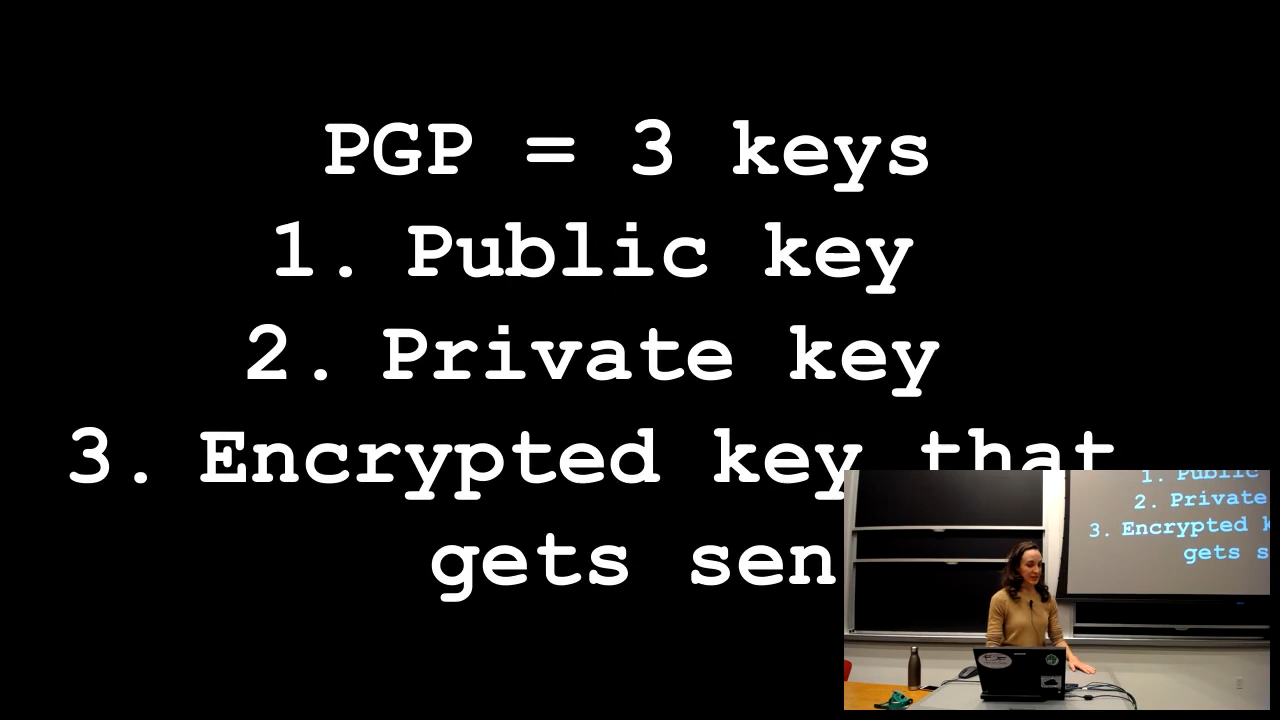 PGP = 3 keys
1. Public key
2. Private key
3. Encrypted key that
gets sen
1. Public
2. Private
3. Encrypted k
gets s